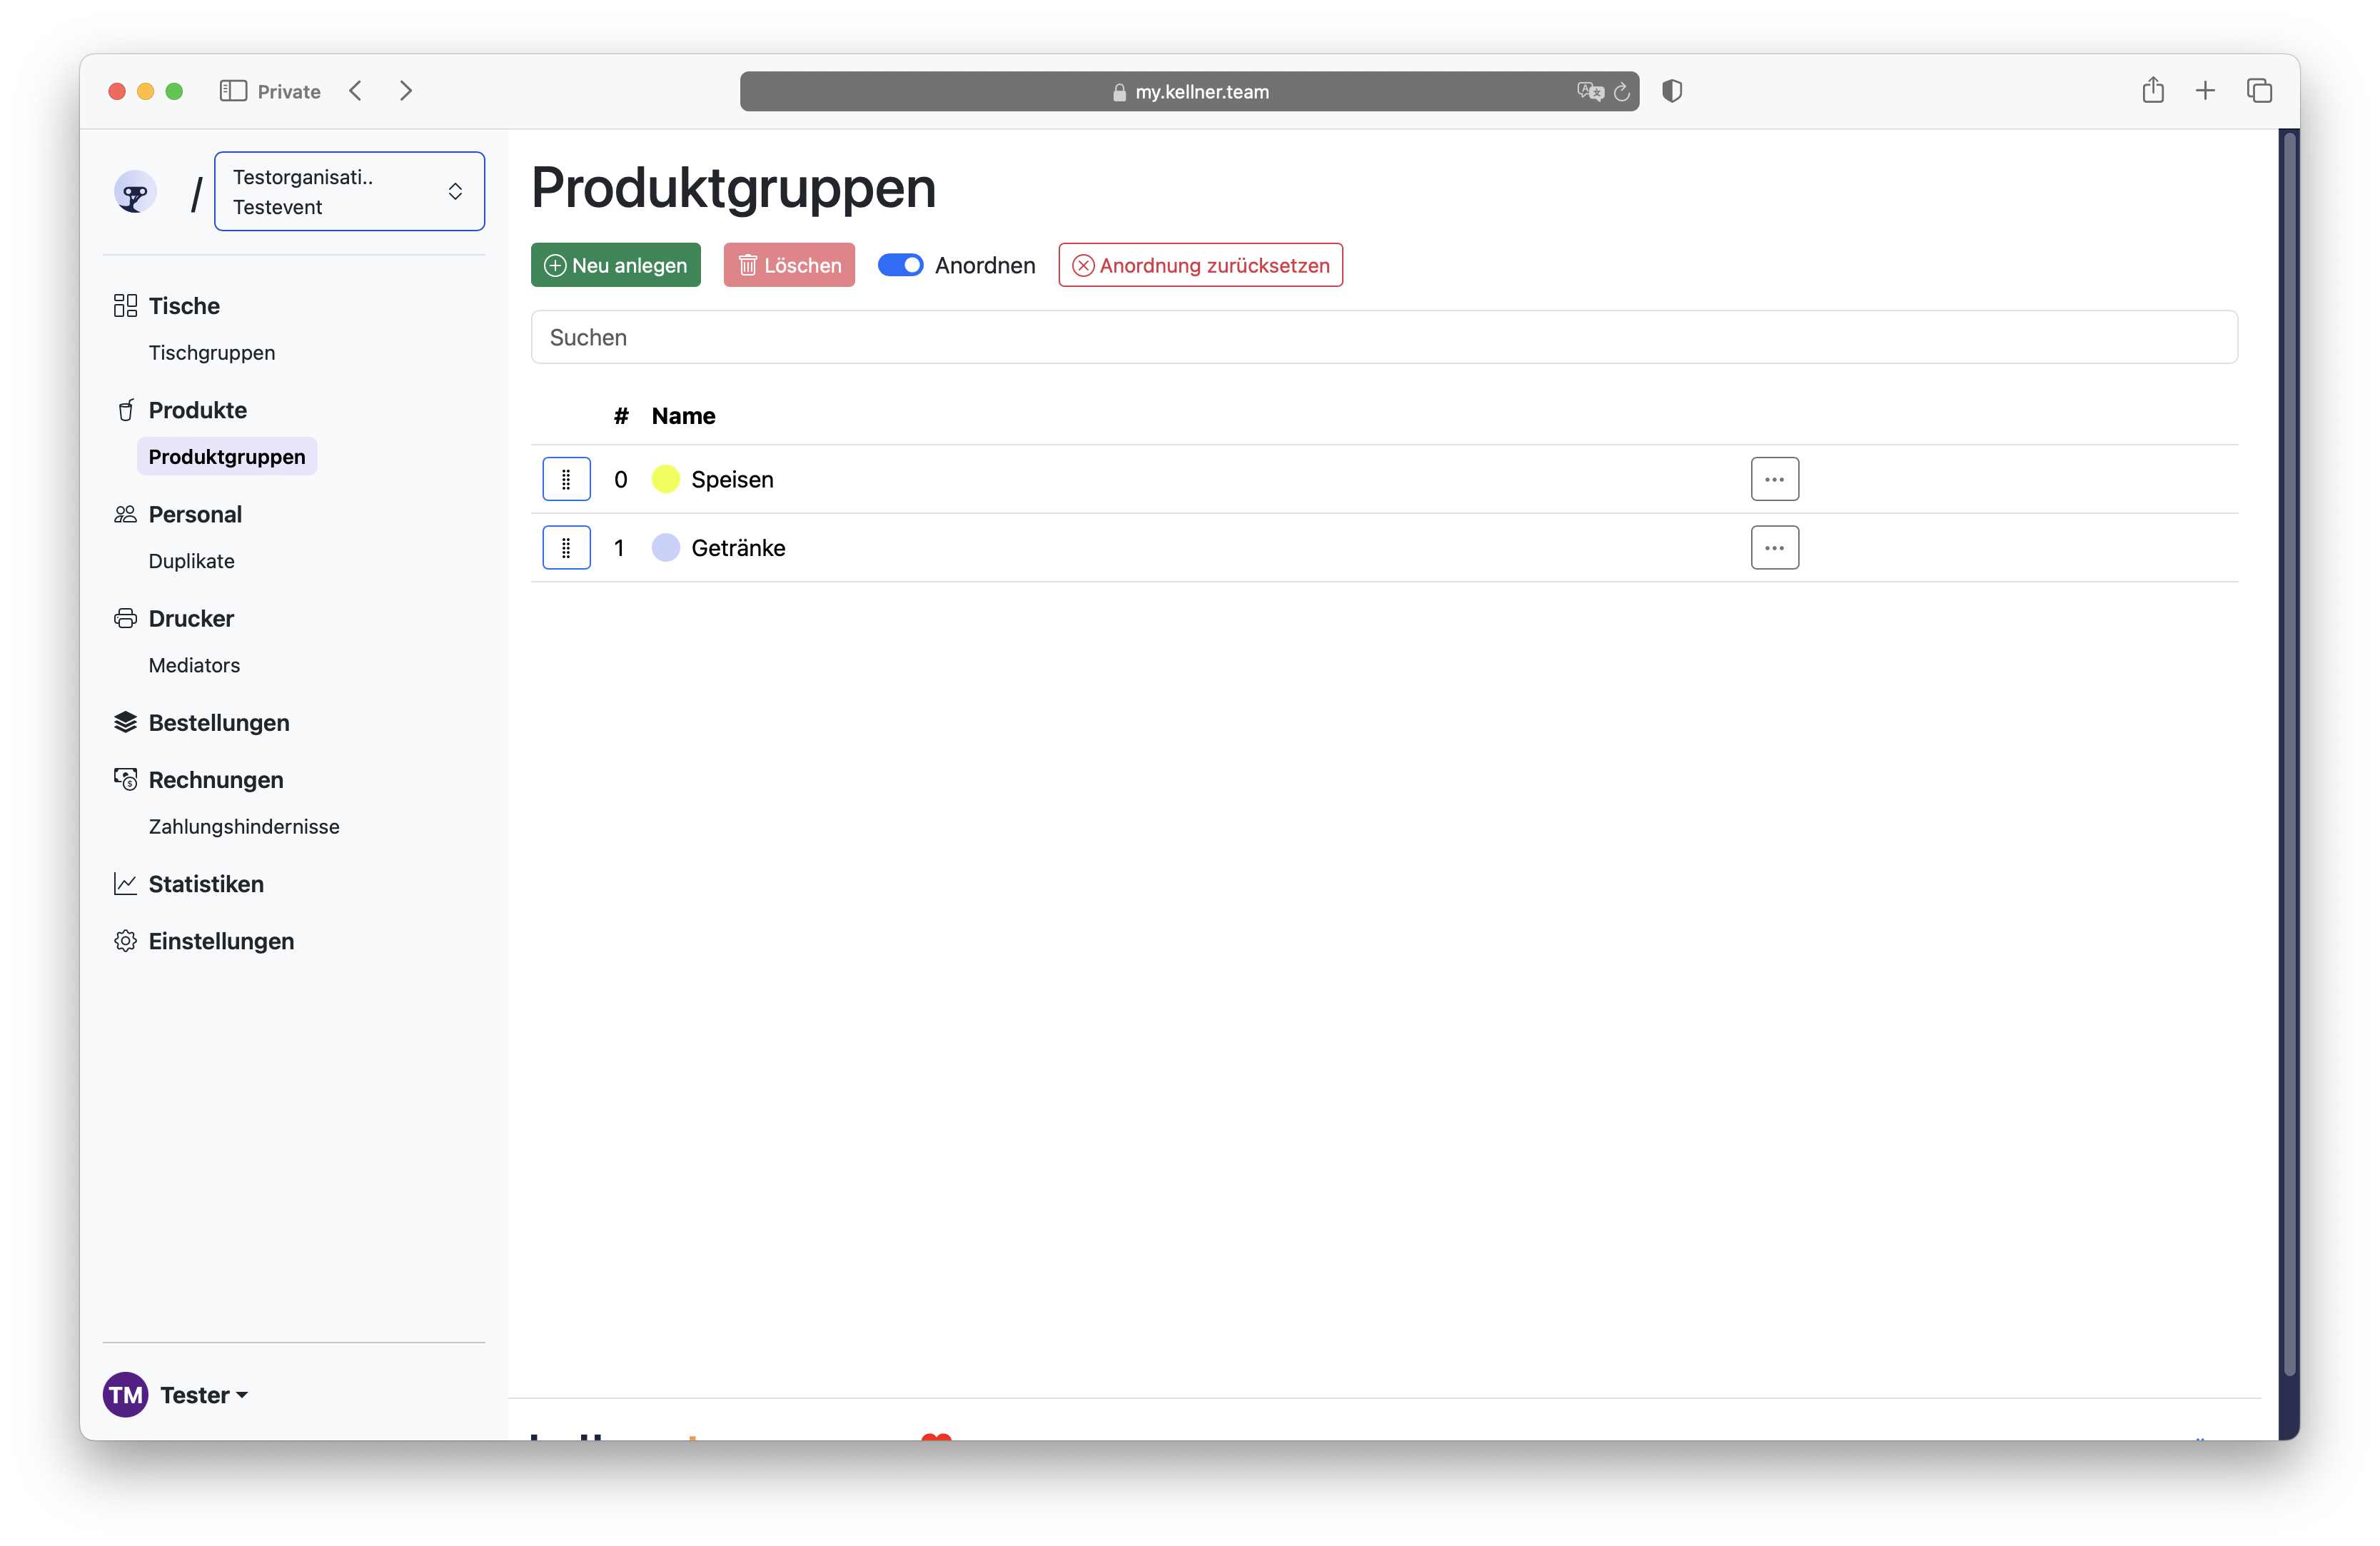 Private
my.kellner.team
/
Testorganisati..
Testevent
Tische
Tischgruppen
Produkte
Produktgruppen
Personal
Duplikate
Drucker
Mediators
Bestellungen
Rechnungen
Zahlungshindernisse
Statistiken
Einstellungen
TM Tester
Produktgruppen
Neu anlegen Löschen Anordnen Anordnung zurücksetzen
Suchen
# Name
0 Speisen
1 Getränke